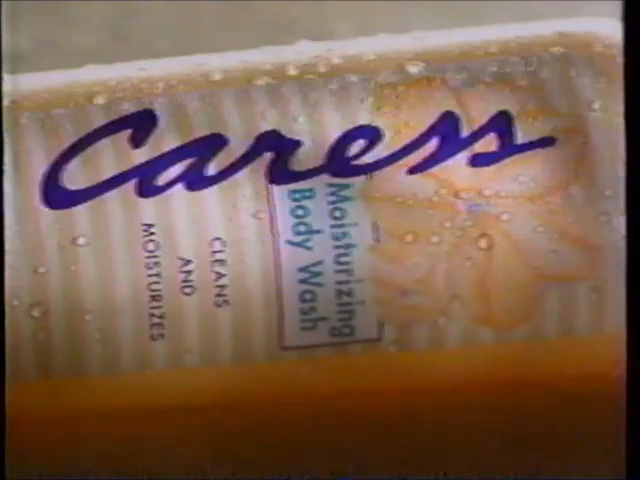 Caress
Moisturizing
Body Wash
CLEANS
AND
MOISTURIZES